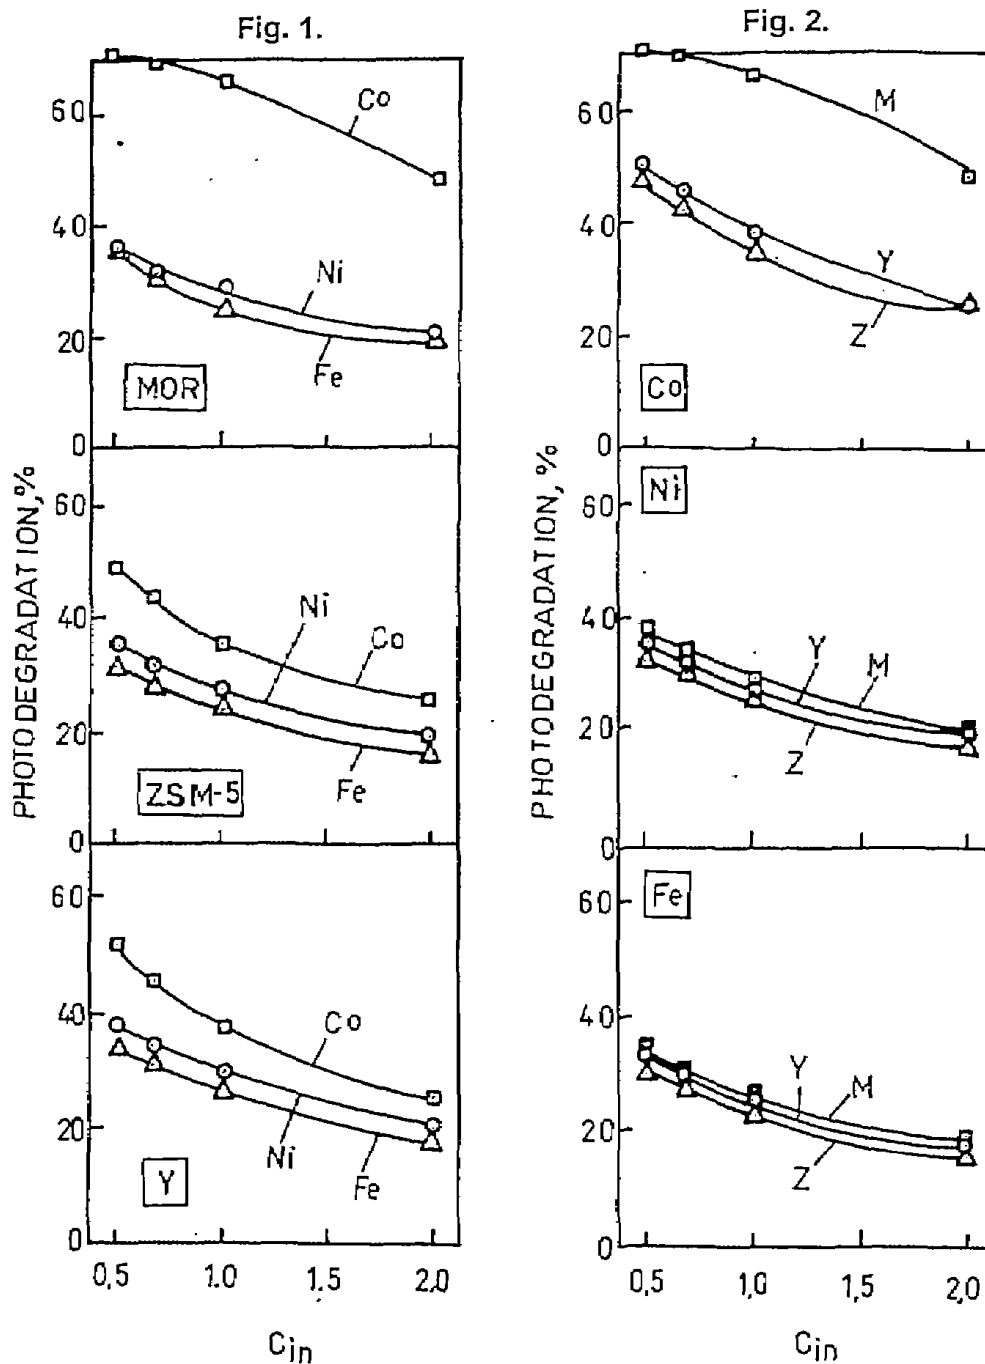 Fig. 1.
60
40
20
0
Co
Ni
Fe
MOR
60
40
20
0
Ni
Co
Fe
ZSM-5
60
40
20
0
Co
Ni
Fe
Y
0,5 1.0 1,5 2.0
Cin
PHOTODEGRADATION,%
Fig. 2.
60
40
20
0
M
Y
Z
Co
60
40
20
0
Ni
Y
M
Z
60
40
20
0
Fe
Y
M
Z
0,5 1.0 1,5 2,0
Cin
PHOTODEGRADATION, %